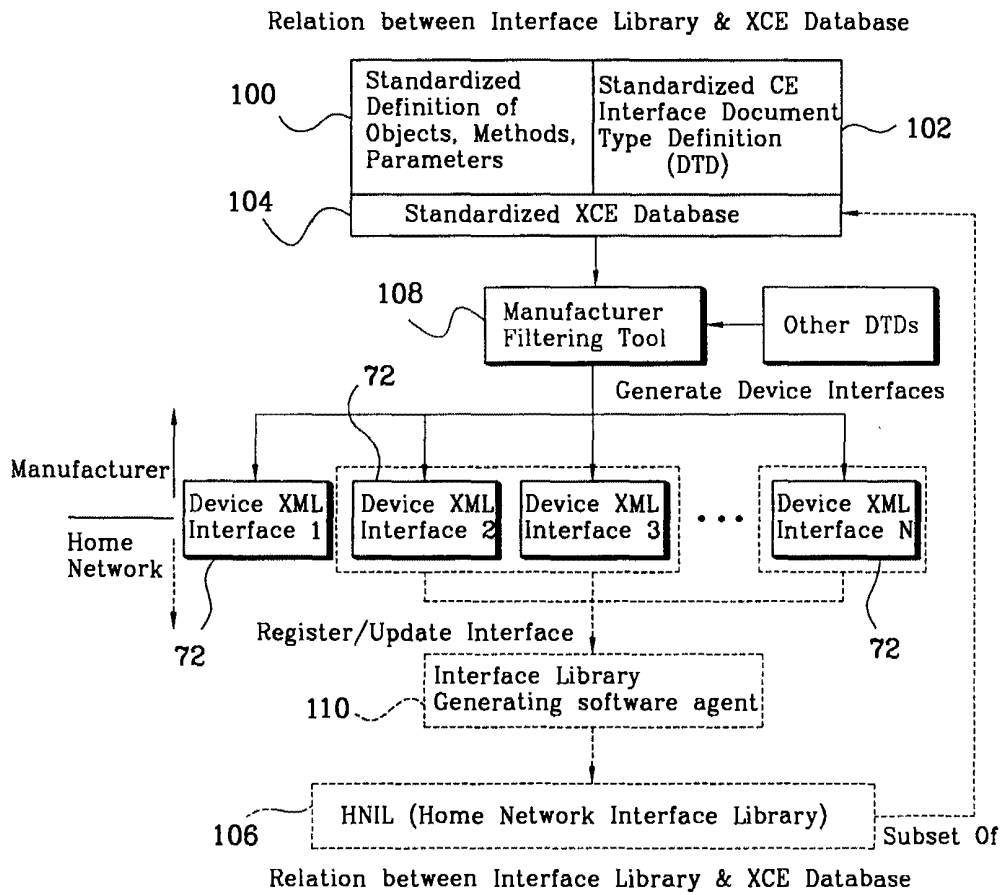 Relation between Interface Library & XCE Database
100
Standardized
Definition of
Objects, Methods,
Parameters
Standardized CE
Interface Document
Type Definition
(DTD)
102
104
Standardized XCE Database
108
Manufacturer
Filtering Tool
Other DTDs
72
Generate Device Interfaces
Manufacturer
Home
Network
Device XML
Interface 1
Device XML
Interface 2
Device XML
Interface 3
Device XML
Interface N
72
Register/Update Interface
72
110
Interface Library
Generating software agent
106
HNIL (Home Network Interface Library)
Subset Of
Relation between Interface Library & XCE Database